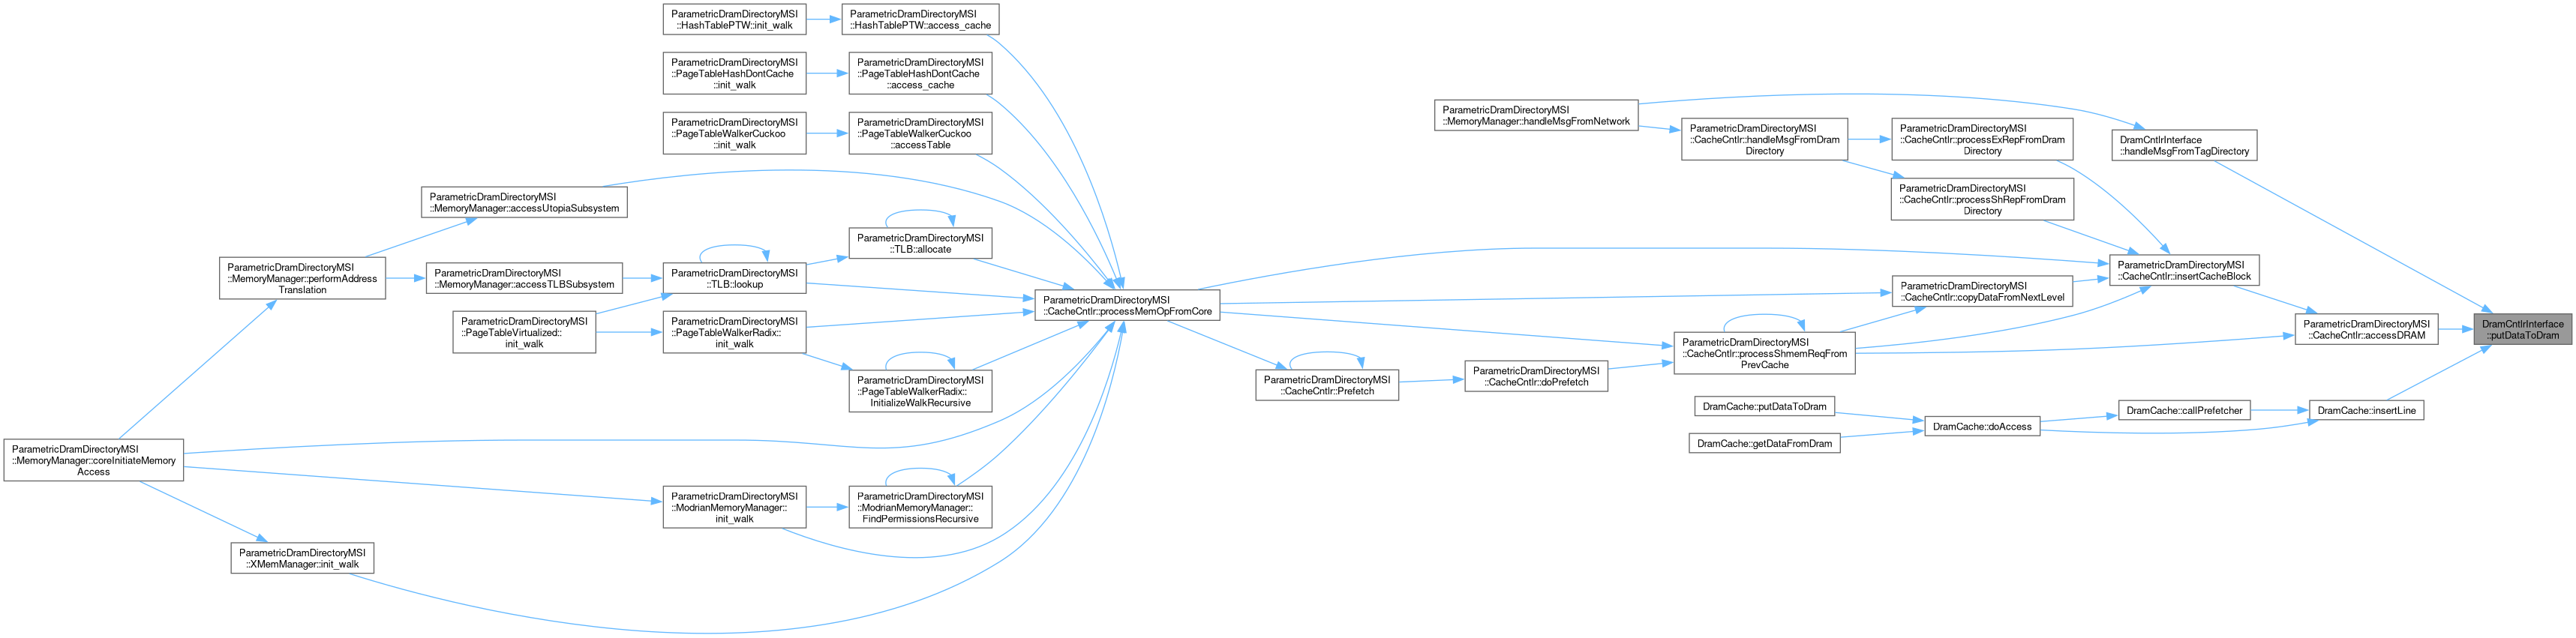 ParametricDramDirectoryMSI
::HashTablePTW::init_walk
ParametricDramDirectoryMSI
::HashTablePTW::access_cache
ParametricDramDirectoryMSI
::PageTableHashDontCache
::init_walk
ParametricDramDirectoryMSI
::PageTableHashDontCache
::access_cache
ParametricDramDirectoryMSI
::PageTableWalkerCuckoo
::init_walk
ParametricDramDirectoryMSI
::PageTableWalkerCuckoo
::accessTable
ParametricDramDirectoryMSI
::MemoryManager::handleMsgFromNetwork
ParametricDramDirectoryMSI
::CacheCntlr::handleMsgFromDram
Directory
ParametricDramDirectoryMSI
::CacheCntlr::processExRepFromDram
Directory
DramCntlrInterface
::handleMsgFromTagDirectory
ParametricDramDirectoryMSI
::MemoryManager::accessUtopiaSubsystem
ParametricDramDirectoryMSI
::CacheCntlr::processShRepFromDram
Directory
ParametricDramDirectoryMSI
::TLB::allocate
ParametricDramDirectoryMSI
::MemoryManager::performAddress
Translation
ParametricDramDirectoryMSI
::MemoryManager::accessTLBSubsystem
ParametricDramDirectoryMSI
::TLB::lookup
ParametricDramDirectoryMSI
::CacheCntlr::insertCacheBlock
ParametricDramDirectoryMSI
::CacheCntlr::processMemOpFromCore
ParametricDramDirectoryMSI
::CacheCntlr::copyDataFromNextLevel
ParametricDramDirectoryMSI
::PageTableVirtualized::
init_walk
ParametricDramDirectoryMSI
::PageTableWalkerRadix::
init_walk
ParametricDramDirectoryMSI
::CacheCntlr::processShmemReqFrom
PrevCache
ParametricDramDirectoryMSI
::CacheCntlr::accessDRAM
DramCntlrInterface
::putDataToDram
ParametricDramDirectoryMSI
::PageTableWalkerRadix::
InitializeWalkRecursive
ParametricDramDirectoryMSI
::CacheCntlr::Prefetch
ParametricDramDirectoryMSI
::CacheCntlr::doPrefetch
DramCache::putDataToDram
DramCache::getDataFromDram
DramCache::doAccess
DramCache::callPrefetcher
DramCache::insertLine
ParametricDramDirectoryMSI
::MemoryManager::coreInitiateMemory
Access
ParametricDramDirectoryMSI
::ModrianMemoryManager::
init_walk
ParametricDramDirectoryMSI
::ModrianMemoryManager::
FindPermissionsRecursive
ParametricDramDirectoryMSI
::XMemManager::init_walk